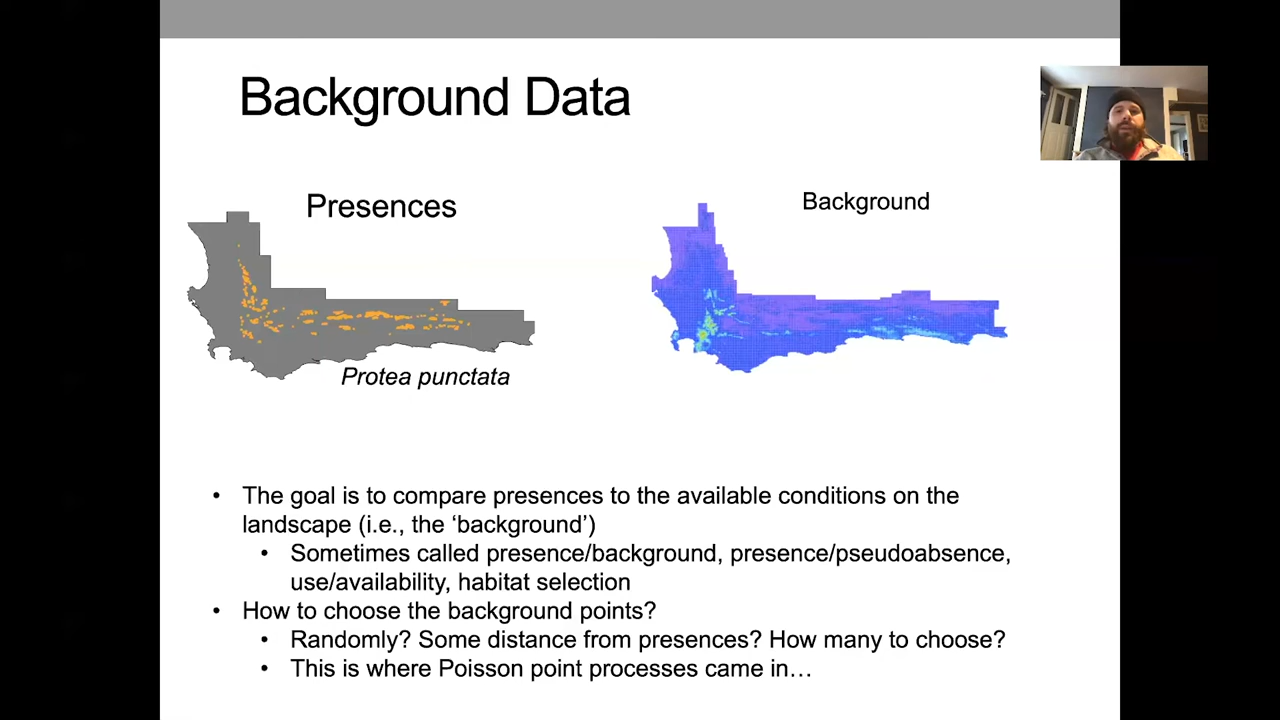 Background Data
Presences
Background
Protea punctata
• The goal is to compare presences to the available conditions on the
landscape (i.e., the ‘background’)
• Sometimes called presence/background, presence/pseudoabsence,
use/availability, habitat selection
• How to choose the background points?
• Randomly? Some distance from presences? How many to choose?
• This is where Poisson point processes came in…